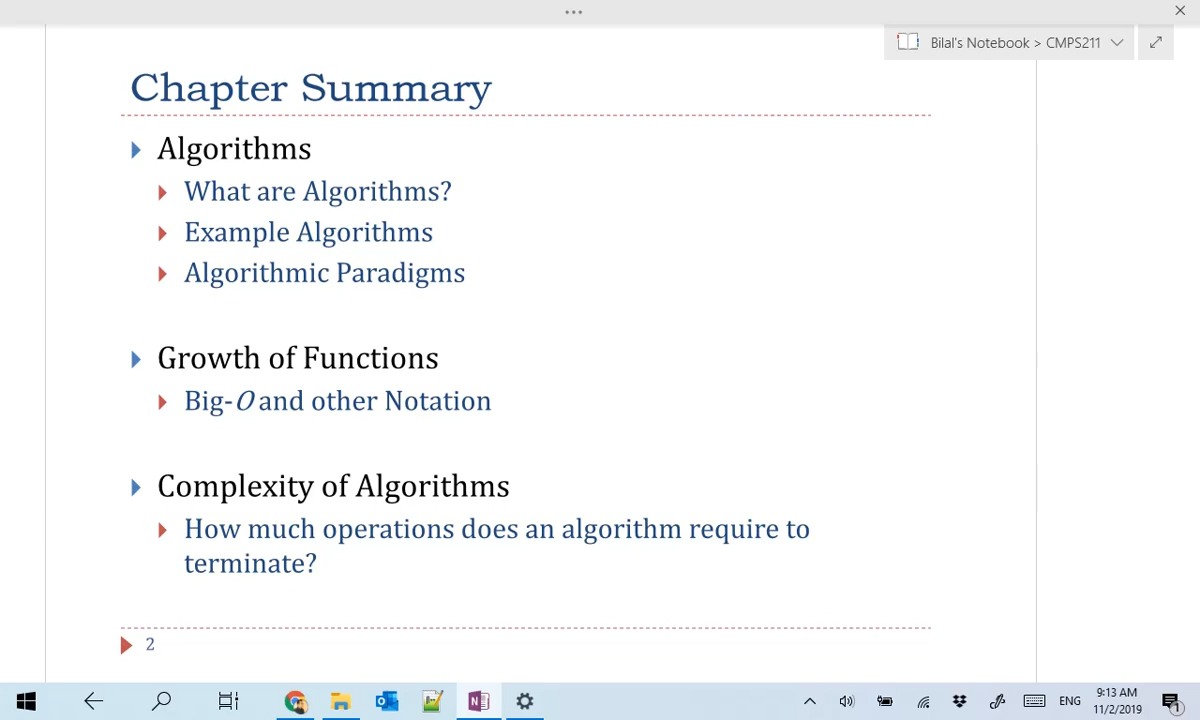 Bilal's Notebook > CMPS211
Chapter Summary
Algorithms
What are Algorithms?
Example Algorithms
Algorithmic Paradigms
Growth of Functions
Big-O and other Notation
Complexity of Algorithms
How much operations does an algorithm require to
terminate?
2
ENG
9:13 AM
11/2/2019
1